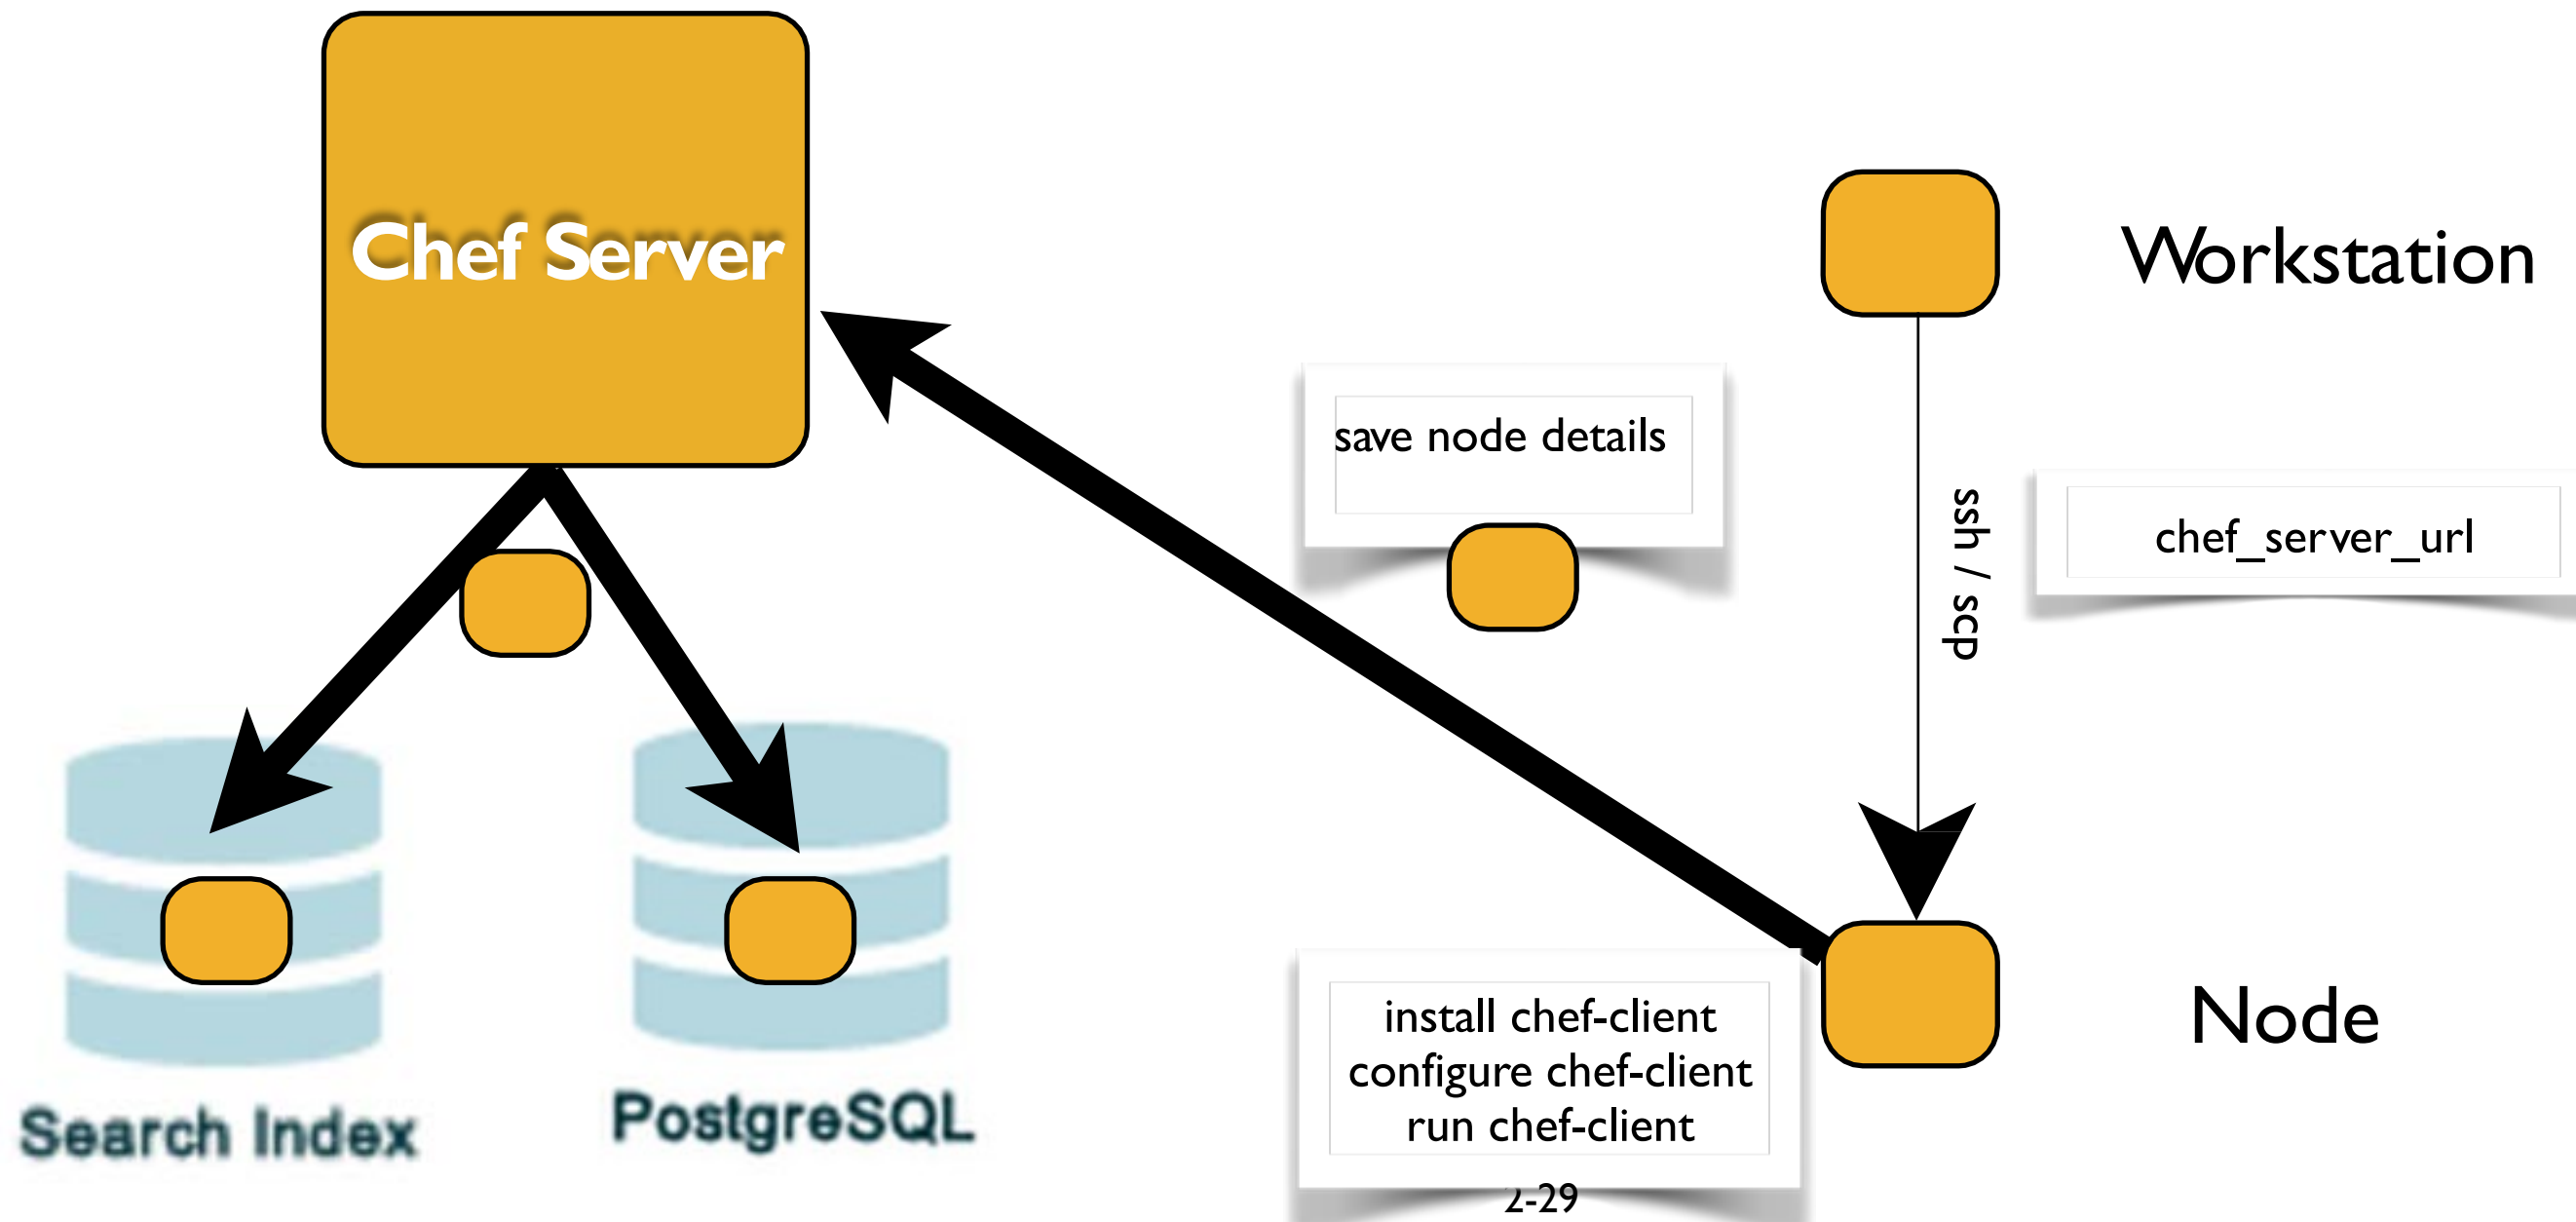 Chef Server
Workstation
save node details
ssh / scp
chef_server_url
install chef-client
configure chef-client
run chef-client
Node
Search Index
PostgreSQL
2-29